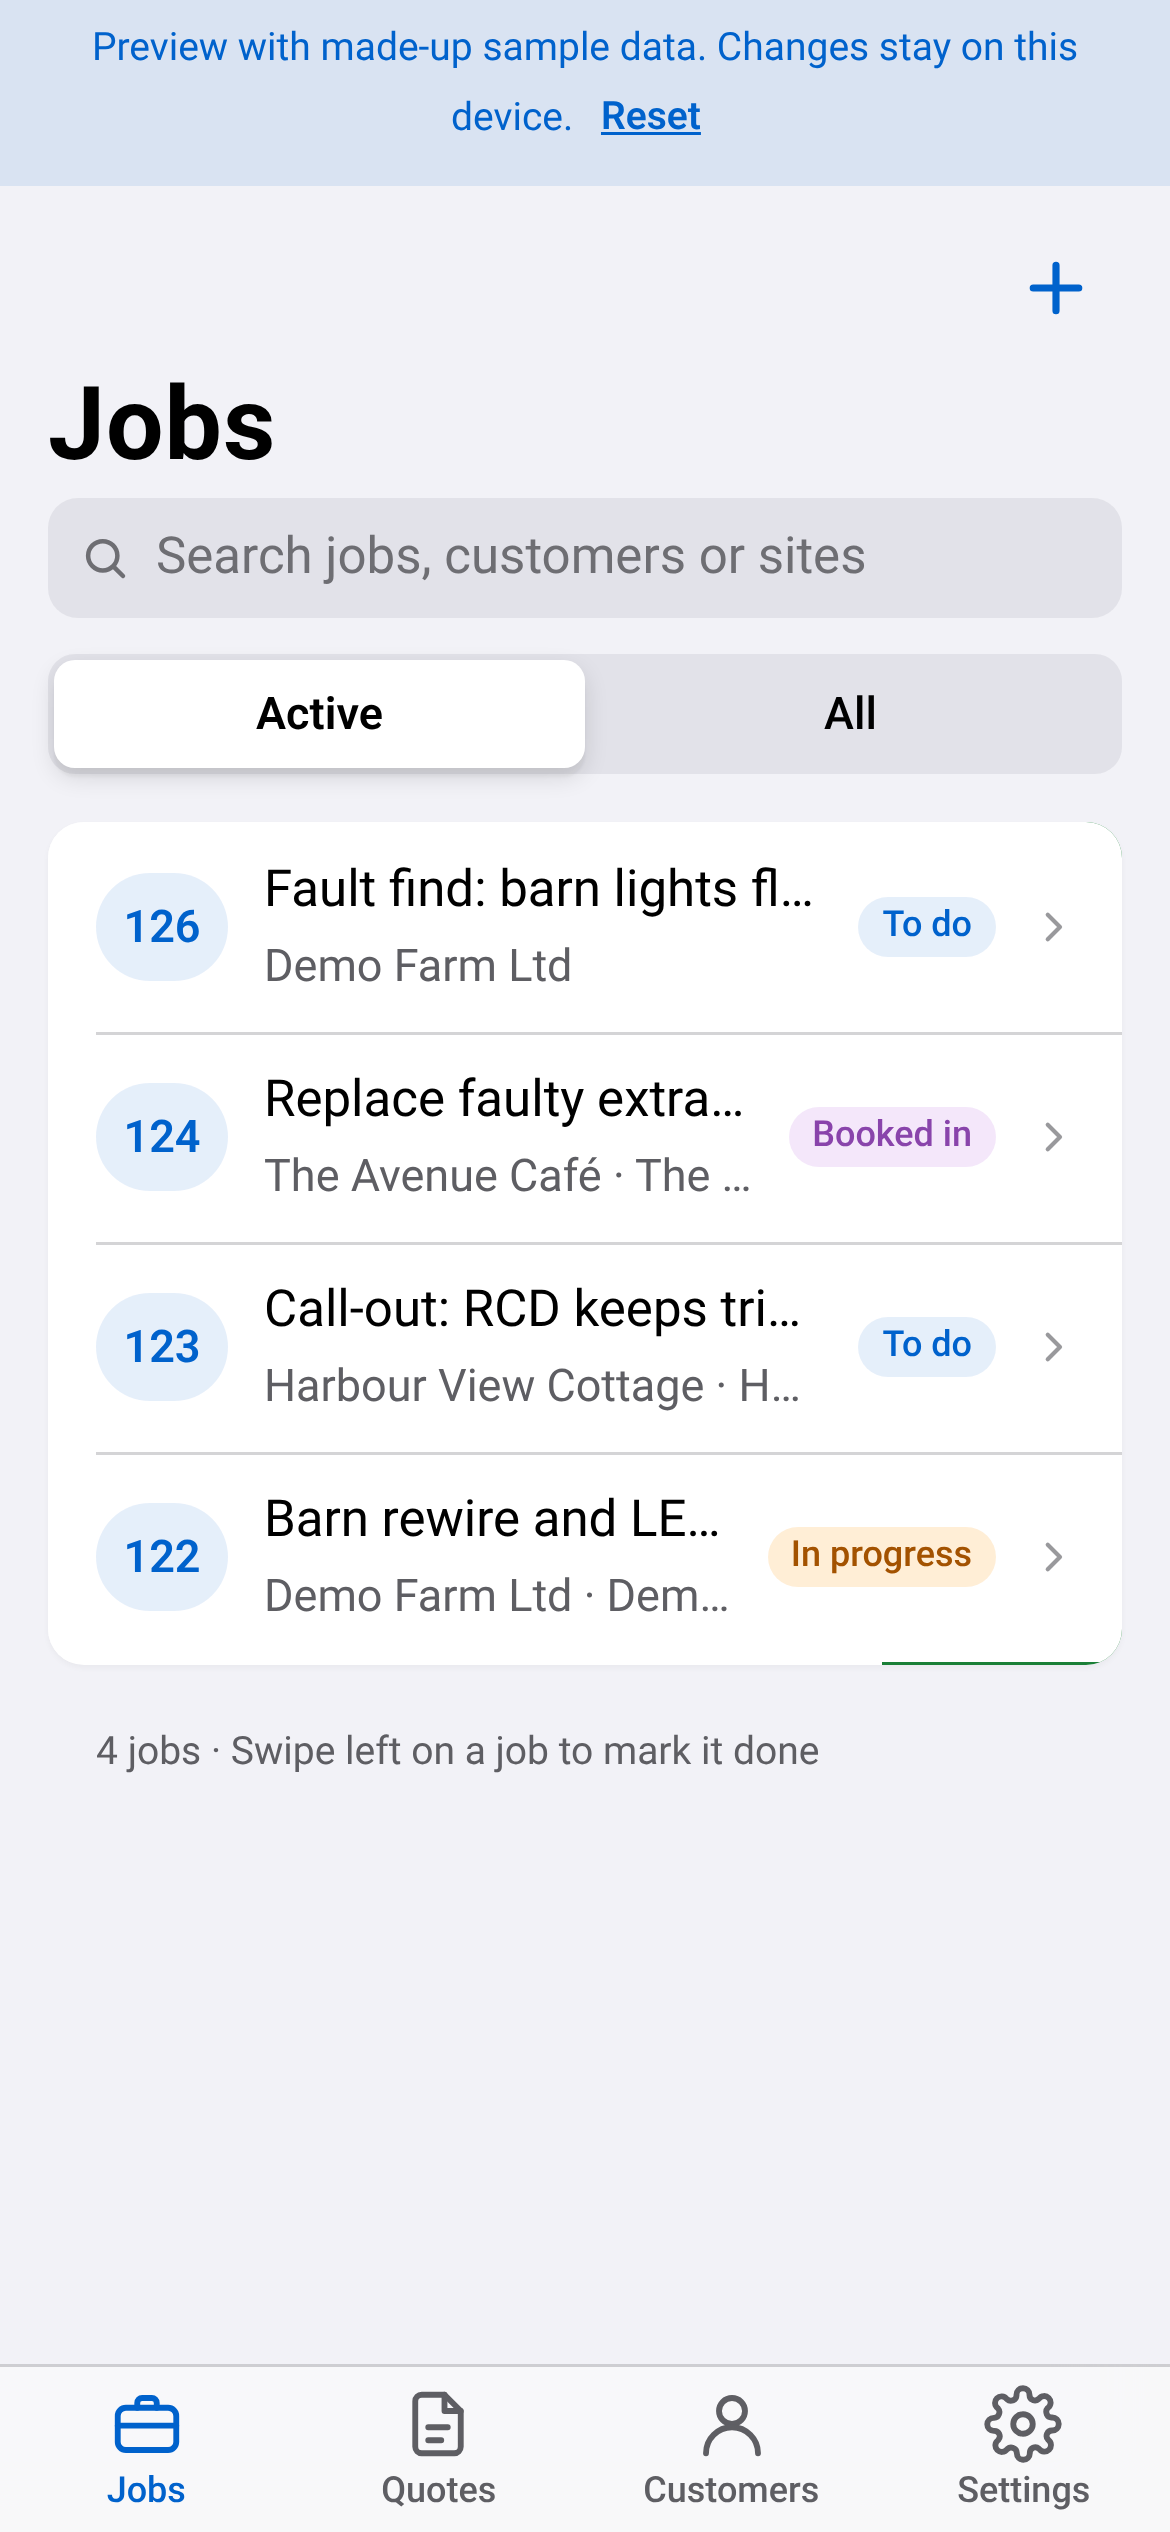 Preview with made-up sample data. Changes stay on this
device. Reset
Jobs
Search jobs, customers or sites
Active
All
126
Fault find: barn lights fl...
Demo Farm Ltd
To do
124
Replace faulty extra...
The Avenue Café · The ...
Booked in
123
Call-out: RCD keeps tri...
Harbour View Cottage · H...
To do
122
Barn rewire and LE...
Demo Farm Ltd · Dem...
In progress
4 jobs · Swipe left on a job to mark it done
Jobs
Quotes
Customers
Settings